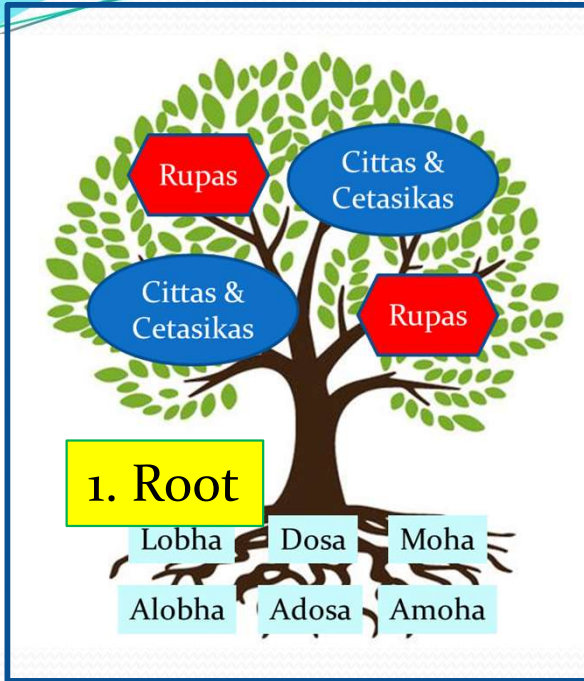 Rupas
Cittas &
Cetasikas
Cittas &
Cetasikas
Rupas
1. Root
Lobha
Dosa
Moha
Alobha
Adosa
Amoha